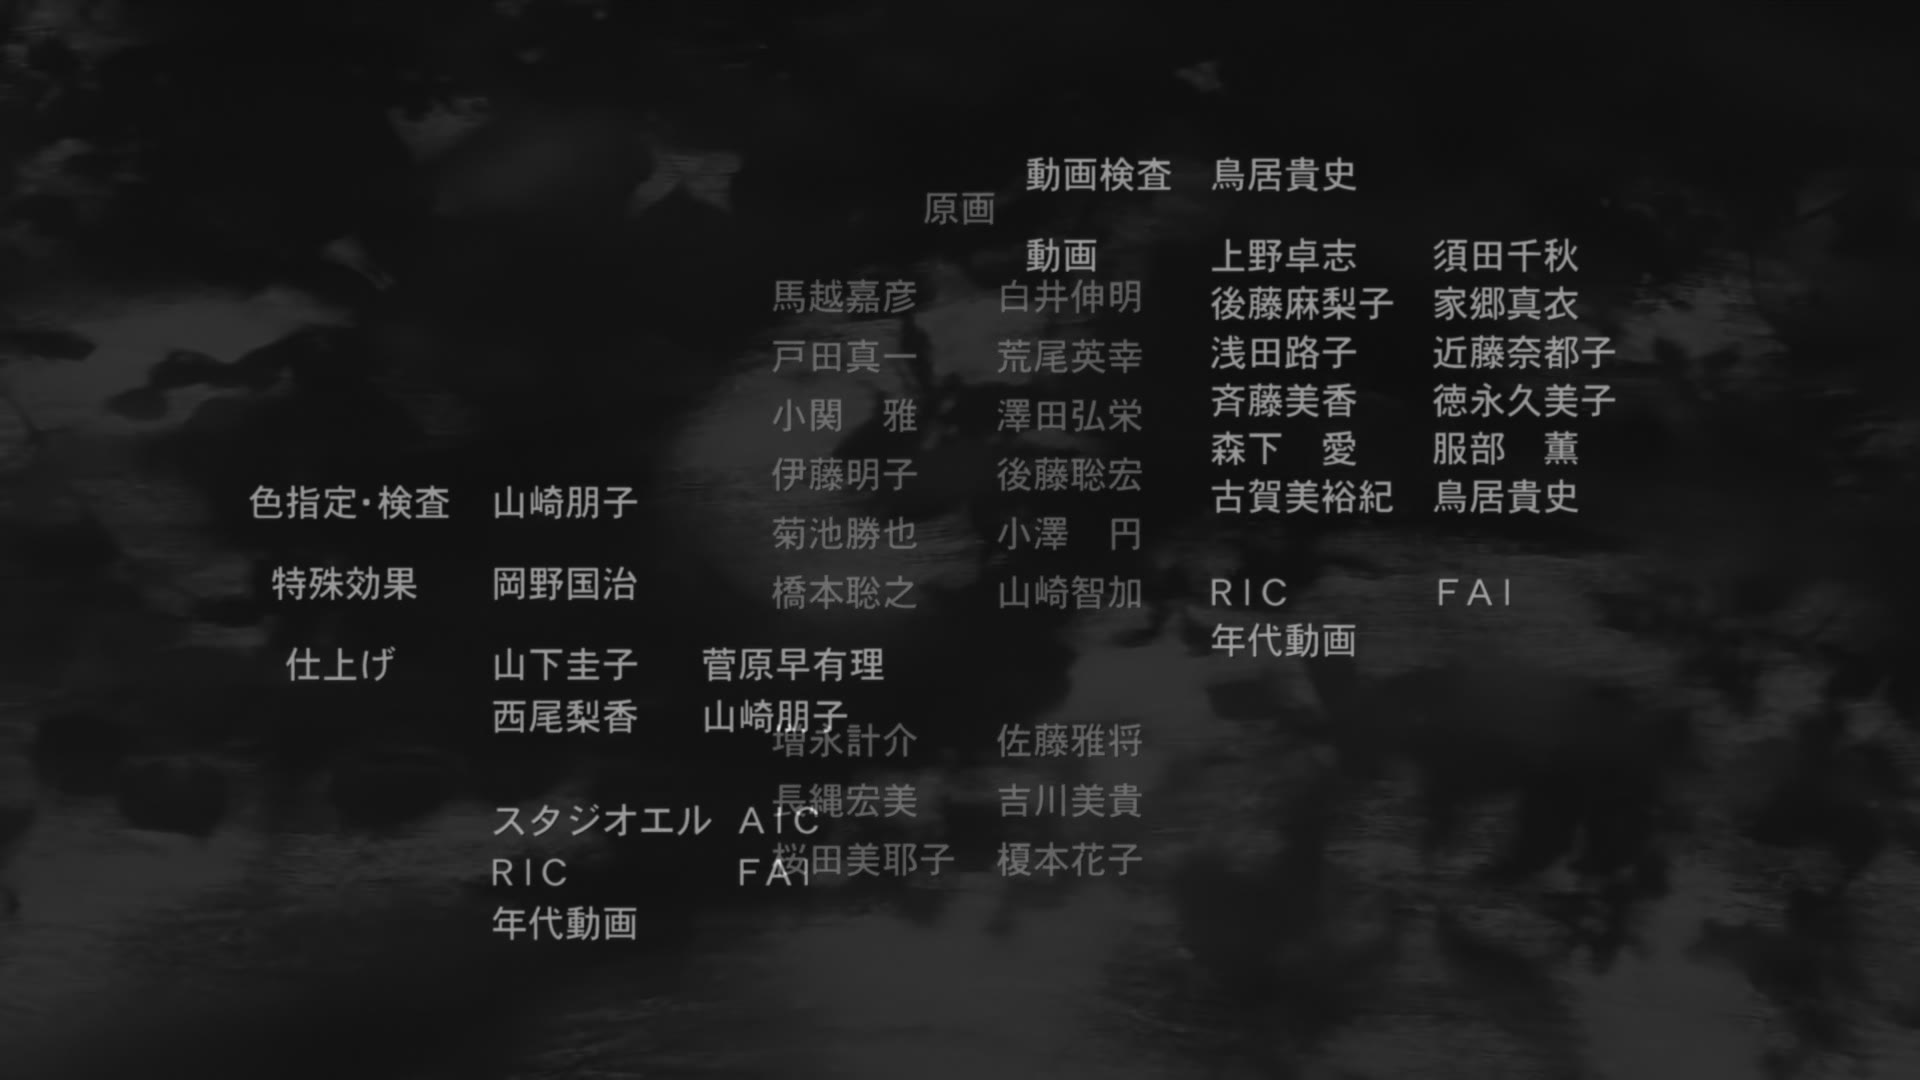 原画
馬越嘉彦 白井伸明
戸田真一 荒尾英幸
小関 雅 澤田弘栄
伊藤明子 後藤聡宏
菊池勝也 小澤 円
橋本聡之 山崎智加
増永計介 佐藤雅将
長縄宏美 吉川美貴
桜田美耶子 榎本花子
動画検査 鳥居貴史
動画 上野卓志 須田千秋
後藤麻梨子 家郷真衣
浅田路子 近藤奈都子
斉藤美香 徳永久美子
森下 愛 服部 薫
古賀美裕紀 鳥居貴史
RIC FAI
年代動画
色指定・検査 山崎朋子
特殊効果 岡野国治
仕上げ 山下圭子 菅原早有理
西尾梨香 山崎朋子
スタジオエル AIC
RIC FAI
年代動画